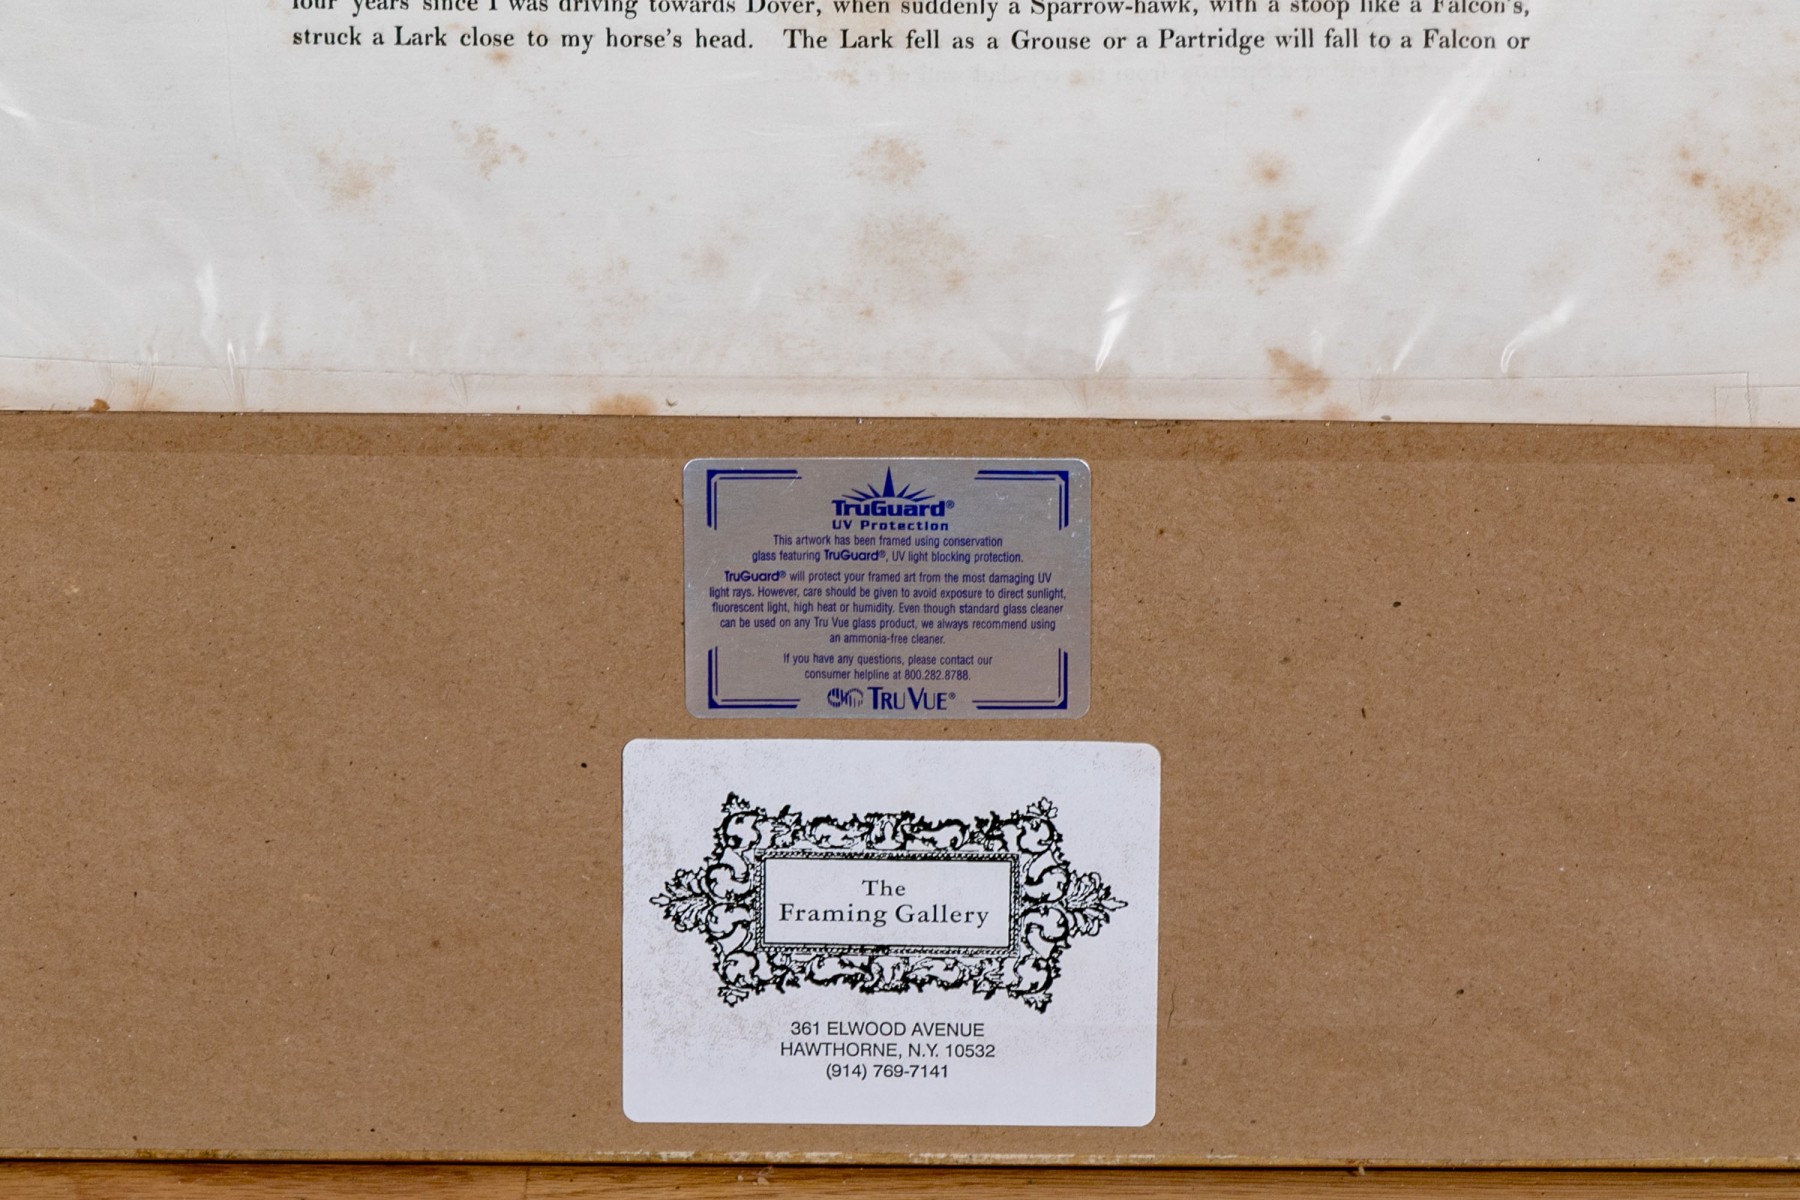 four years since I was driving towards Dover, when suddenly a Sparrow-hawk, with a stoop like a Falcon's,
struck a Lark close to my horse's head. The Lark fell as a Grouse or a Partridge will fall to a Falcon or
TruGuard®
UV Protection
This artwork has been framed using conservation
glass featuring TruGuard®, UV light blocking protection.
TruGuard® will protect your framed art from the most damaging UV
light rays. However, care should be given to avoid exposure to direct sunlight,
fluorescent light, high heat or humidity. Even though standard glass cleaner
can be used on any Tru Vue glass product, we always recommend using
an ammonia-free cleaner.
If you have any questions, please contact our
consumer helpline at 800.282.8788.
TRU VUE®
The
Framing Gallery
361 ELWOOD AVENUE
HAWTHORNE, N.Y. 10532
(914) 769-7141